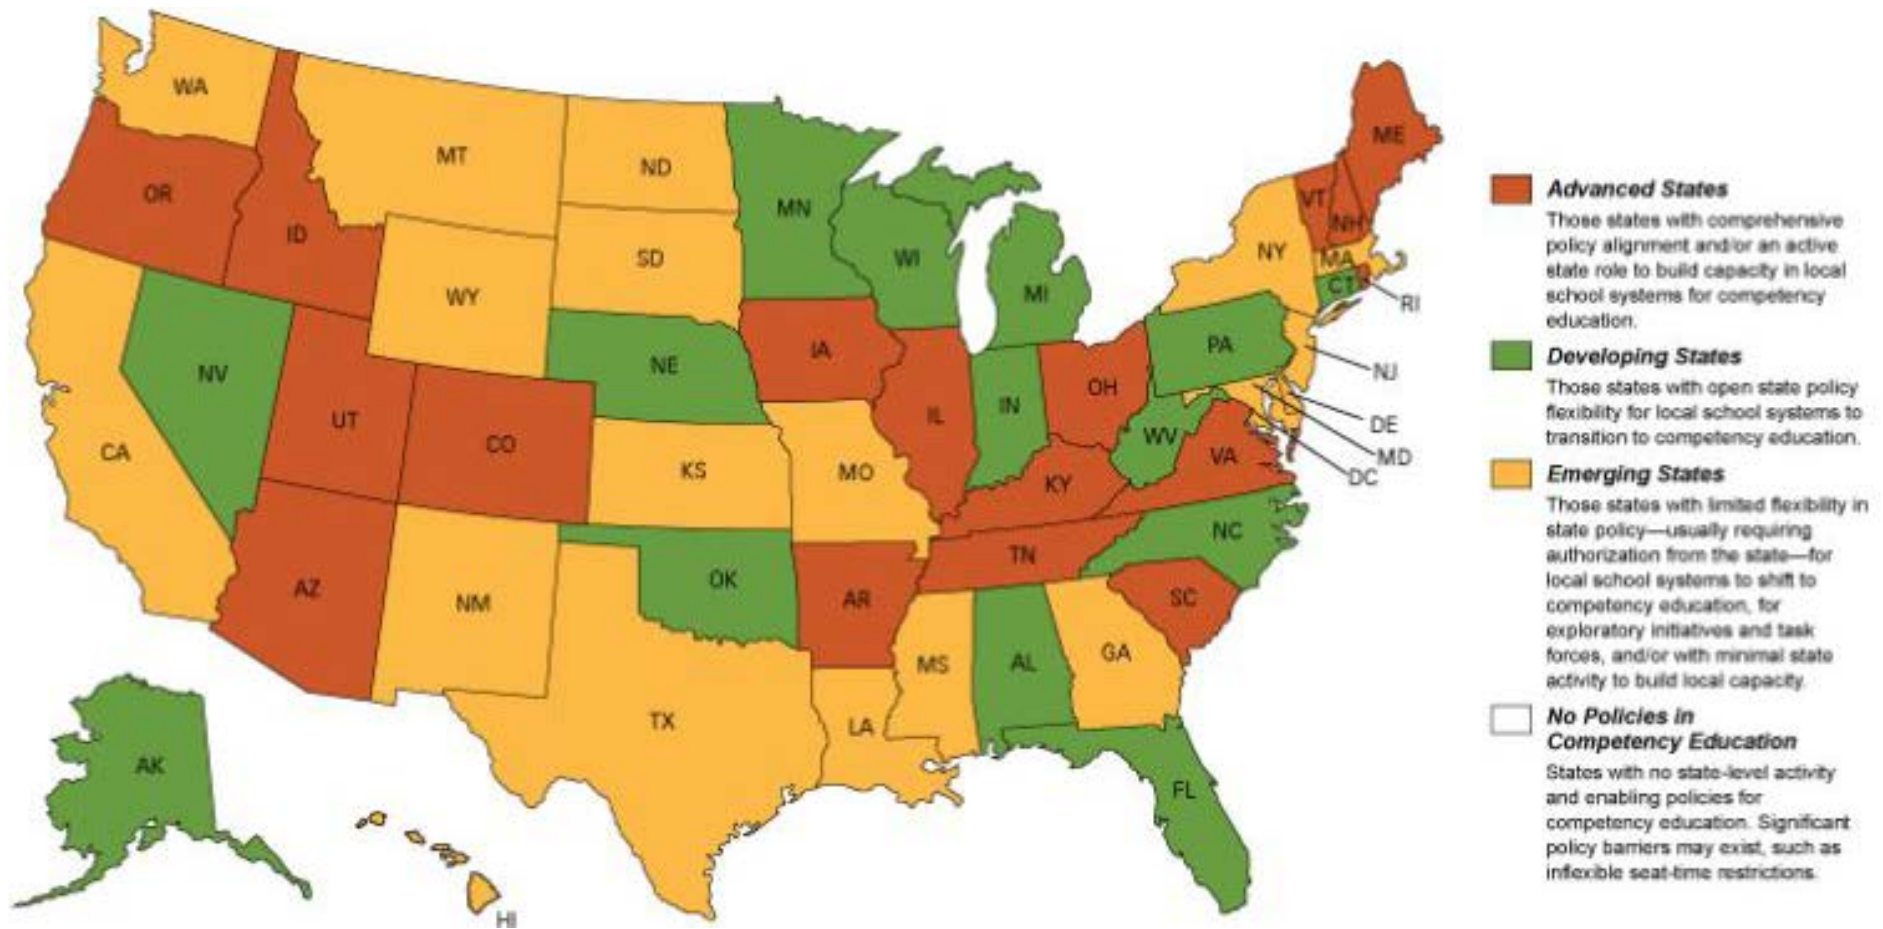 WA
MT
ND
MN
ME
OR
ID
SD
WI
MI
VT
NH
NY
MA
CT
RI
WY
IA
NE
PA
NJ
NV
UT
CO
IL
IN
OH
WV
VA
DE
MD
DC
CA
KS
MO
KY
NC
TN
AZ
NM
OK
AR
SC
MS
AL
GA
TX
LA
AK
FL
HI
Advanced States
Those states with comprehensive
policy alignment and/or an active
state role to build capacity in local
school systems for competency
education.
Developing States
Those states with open state policy
flexibility for local school systems to
transition to competency education.
Emerging States
Those states with limited flexibility in
state policy—usually requiring
authorization from the state—for
local school systems to shift to
competency education, for
exploratory initiatives and task
forces, and/or with minimal state
activity to build local capacity.
No Policies in
Competency Education
States with no state-level activity
and enabling policies for
competency education. Significant
policy barriers may exist, such as
inflexible seat-time restrictions.